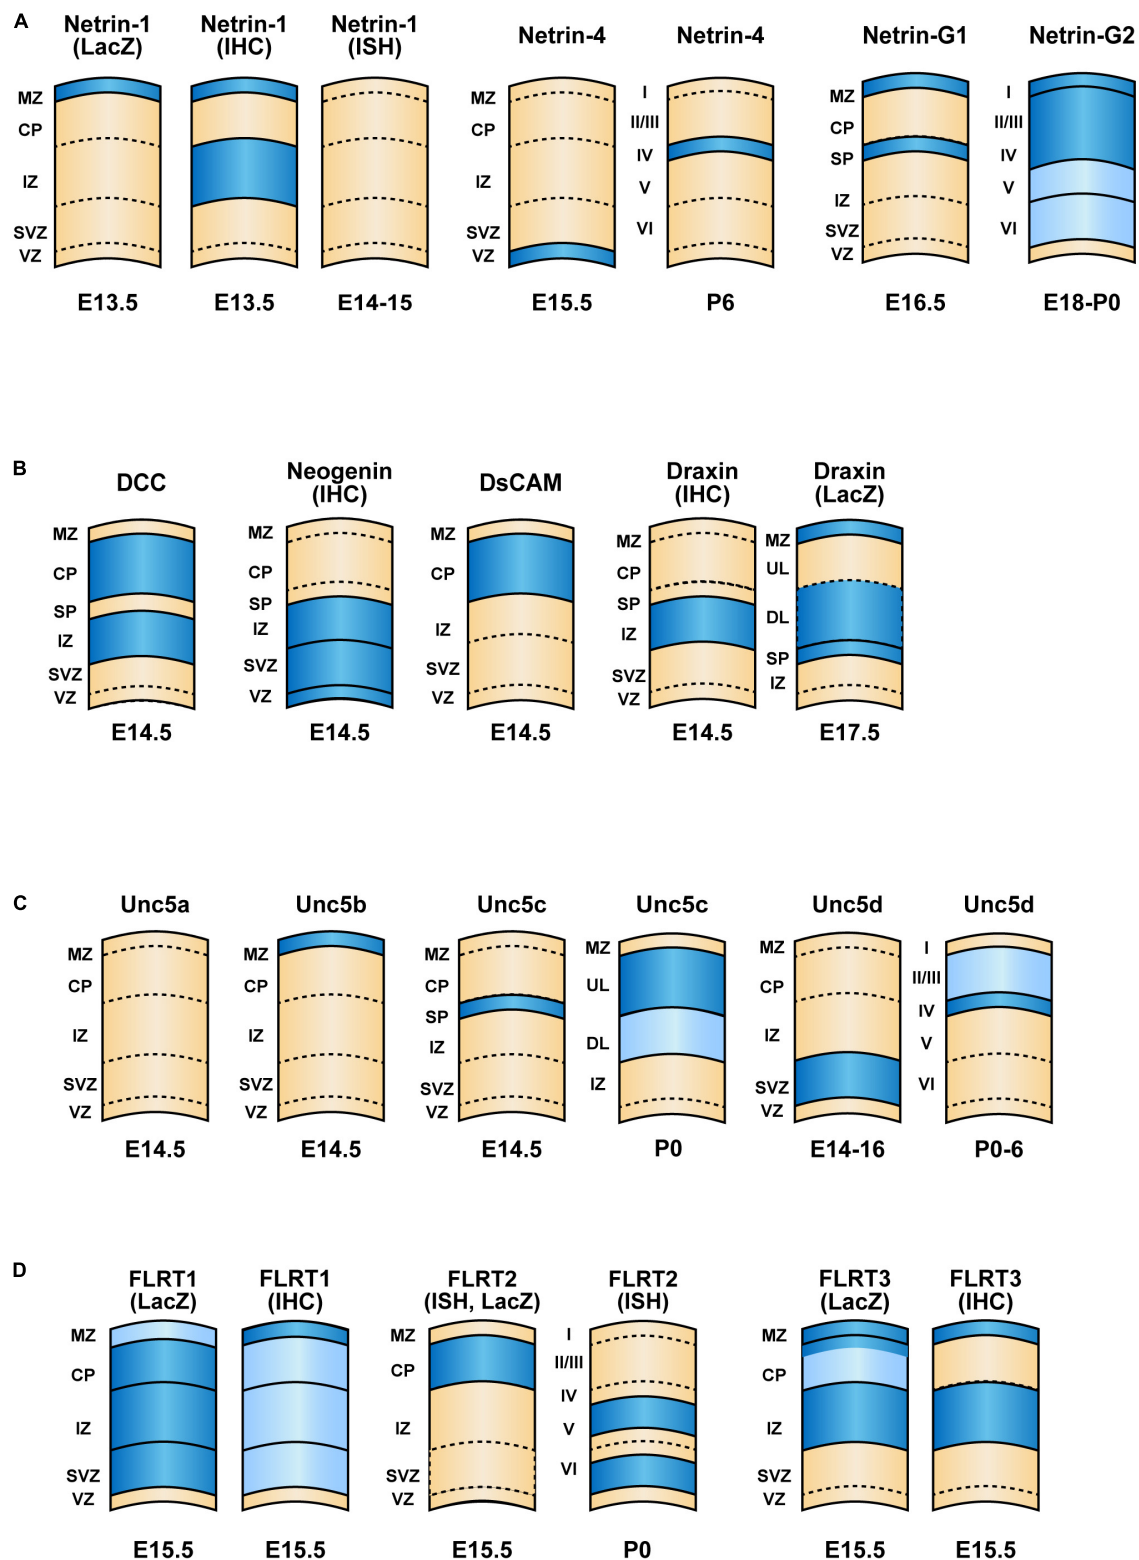 A
Netrin-1
(LacZ)
Netrin-1
(IHC)
Netrin-1
(ISH)
Netrin-4
Netrin-4
Netrin-G1
Netrin-G2
MZ
CP
IZ
SVZ
VZ
MZ
CP
IZ
SVZ
VZ
I
II/III
IV
V
VI
MZ
CP
SP
IZ
SVZ
VZ
I
II/III
IV
V
VI
E13.5
E13.5
E14-15
E15.5
P6
E16.5
E18-P0
B
DCC
Neogenin
(IHC)
DsCAM
Draxin
(IHC)
Draxin
(LacZ)
MZ
CP
SP
IZ
SVZ
VZ
MZ
CP
SP
IZ
SVZ
VZ
MZ
CP
IZ
SVZ
VZ
MZ
CP
SP
IZ
SVZ
VZ
MZ
UL
DL
SP
IZ
E14.5
E14.5
E14.5
E14.5
E17.5
C
Unc5a
Unc5b
Unc5c
Unc5c
Unc5d
Unc5d
MZ
CP
IZ
SVZ
VZ
MZ
CP
IZ
SVZ
VZ
MZ
CP
SP
IZ
SVZ
VZ
MZ
UL
DL
IZ
MZ
CP
IZ
SVZ
VZ
I
II/III
IV
V
VI
E14.5
E14.5
E14.5
P0
E14-16
P0-6
D
FLRT1
(LacZ)
FLRT1
(IHC)
FLRT2
(ISH, LacZ)
FLRT2
(ISH)
FLRT3
(LacZ)
FLRT3
(IHC)
MZ
CP
IZ
SVZ
VZ
MZ
CP
IZ
SVZ
VZ
I
II/III
IV
V
VI
MZ
CP
IZ
SVZ
VZ
E15.5
E15.5
E15.5
P0
E15.5
E15.5